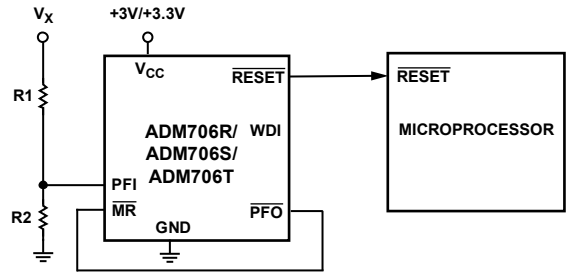 Vx
+3V/+3.3V
R1
R2
VCC
RESET
ADM706R/
ADM706S/
ADM706T
WDI
PFI
MR
PFO
GND
RESET
MICROPROCESSOR